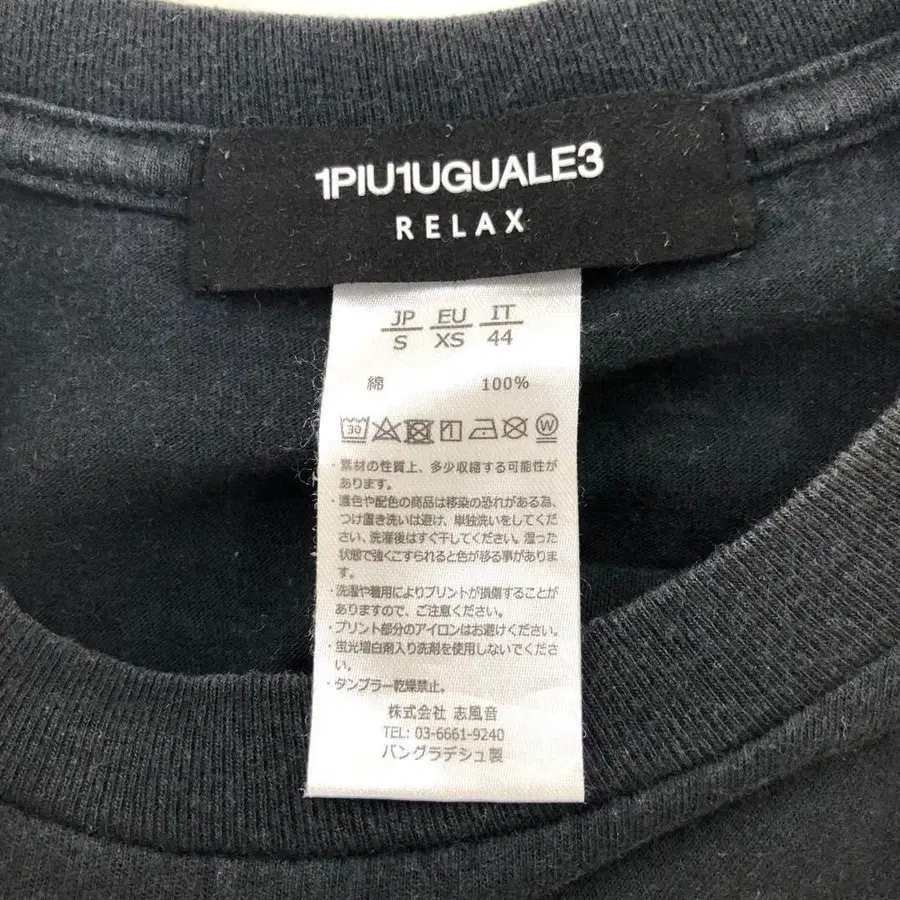 1PIU1UGUALE3
RELAX
JP EU IT
S XS 44
綿 100%
30 W
・素材の性質上、多少収縮する可能性が
あります。
・濃色や配色の商品は移染の恐れがある為、
つけ置き洗いは避け、単独洗いをしてくださ
い、洗濯後はすぐ干してください。湿った
状態で強くこすられると色が移る事がありま
す。
・洗濯や着用によりプリントが損傷することが
ありますので、ご注意ください。
・プリント部分のアイロンはお避けください。
・蛍光増白剤入り洗剤を使用しないでくださ
い。
・タンブラー乾燥禁止。
株式会社 志風音
TEL: 03-6661-9240
バングラデシュ製